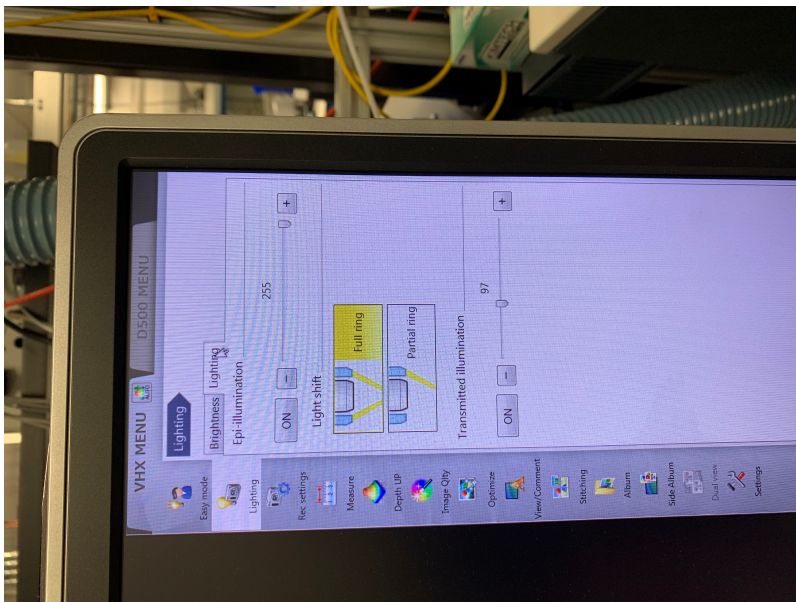 VHX MENU
AUTO
D500 MENU
Lighting
Brightness
Lighting
Epi-illumination
ON
−
255
+
Light shift
Full ring
Partial ring
Transmitted illumination
ON
−
97
+
Easy mode
Lighting
Rec settings
Measure
Depth UP
Image Qlty
Optimize
View/Comment
Stitching
Album
Side Album
Dual view
Settings